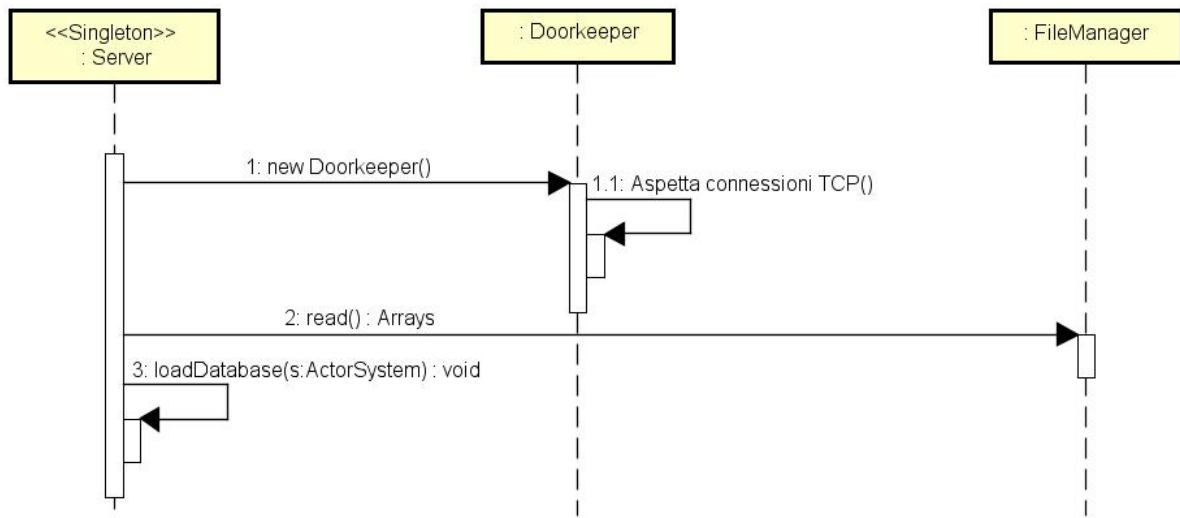 <<Singleton>>
: Server
: Doorkeeper
: FileManager
1: new Doorkeeper()
1.1: Aspetta connessioni TCP()
2: read() : Arrays
3: loadDatabase(s:ActorSystem) : void